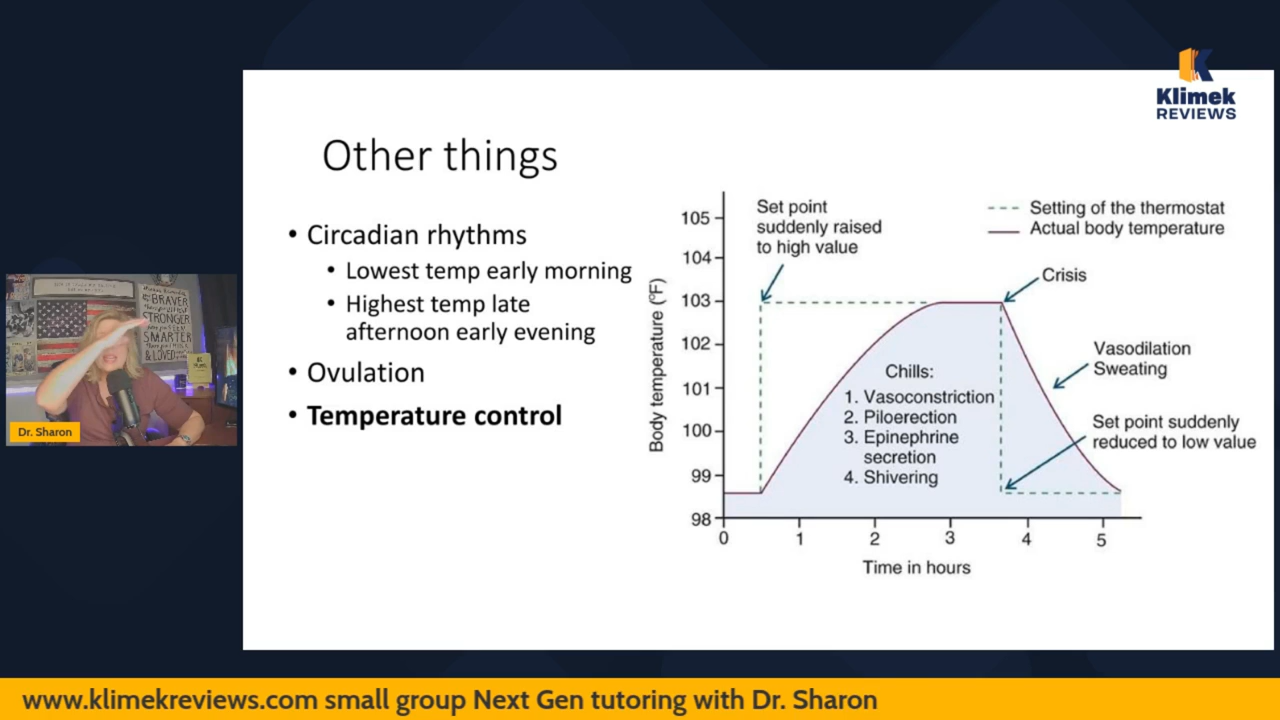 Klimek
REVIEWS
Other things
• Circadian rhythms
• Lowest temp early morning
• Highest temp late
afternoon early evening
• Ovulation
• Temperature control
Body temperature (°F)
105
104
103
102
101
100
99
98
0
1
2
3
4
5
Time in hours
Set point
suddenly raised
to high value
Setting of the thermostat
Actual body temperature
Crisis
Vasodilation
Sweating
Set point suddenly
reduced to low value
Chills:
1. Vasoconstriction
2. Piloerection
3. Epinephrine
secretion
4. Shivering
BRAVER
STRONGER
SMARTER
& LOVED
Dr. Sharon
www.klimekreviews.com small group Next Gen tutoring with Dr. Sharon